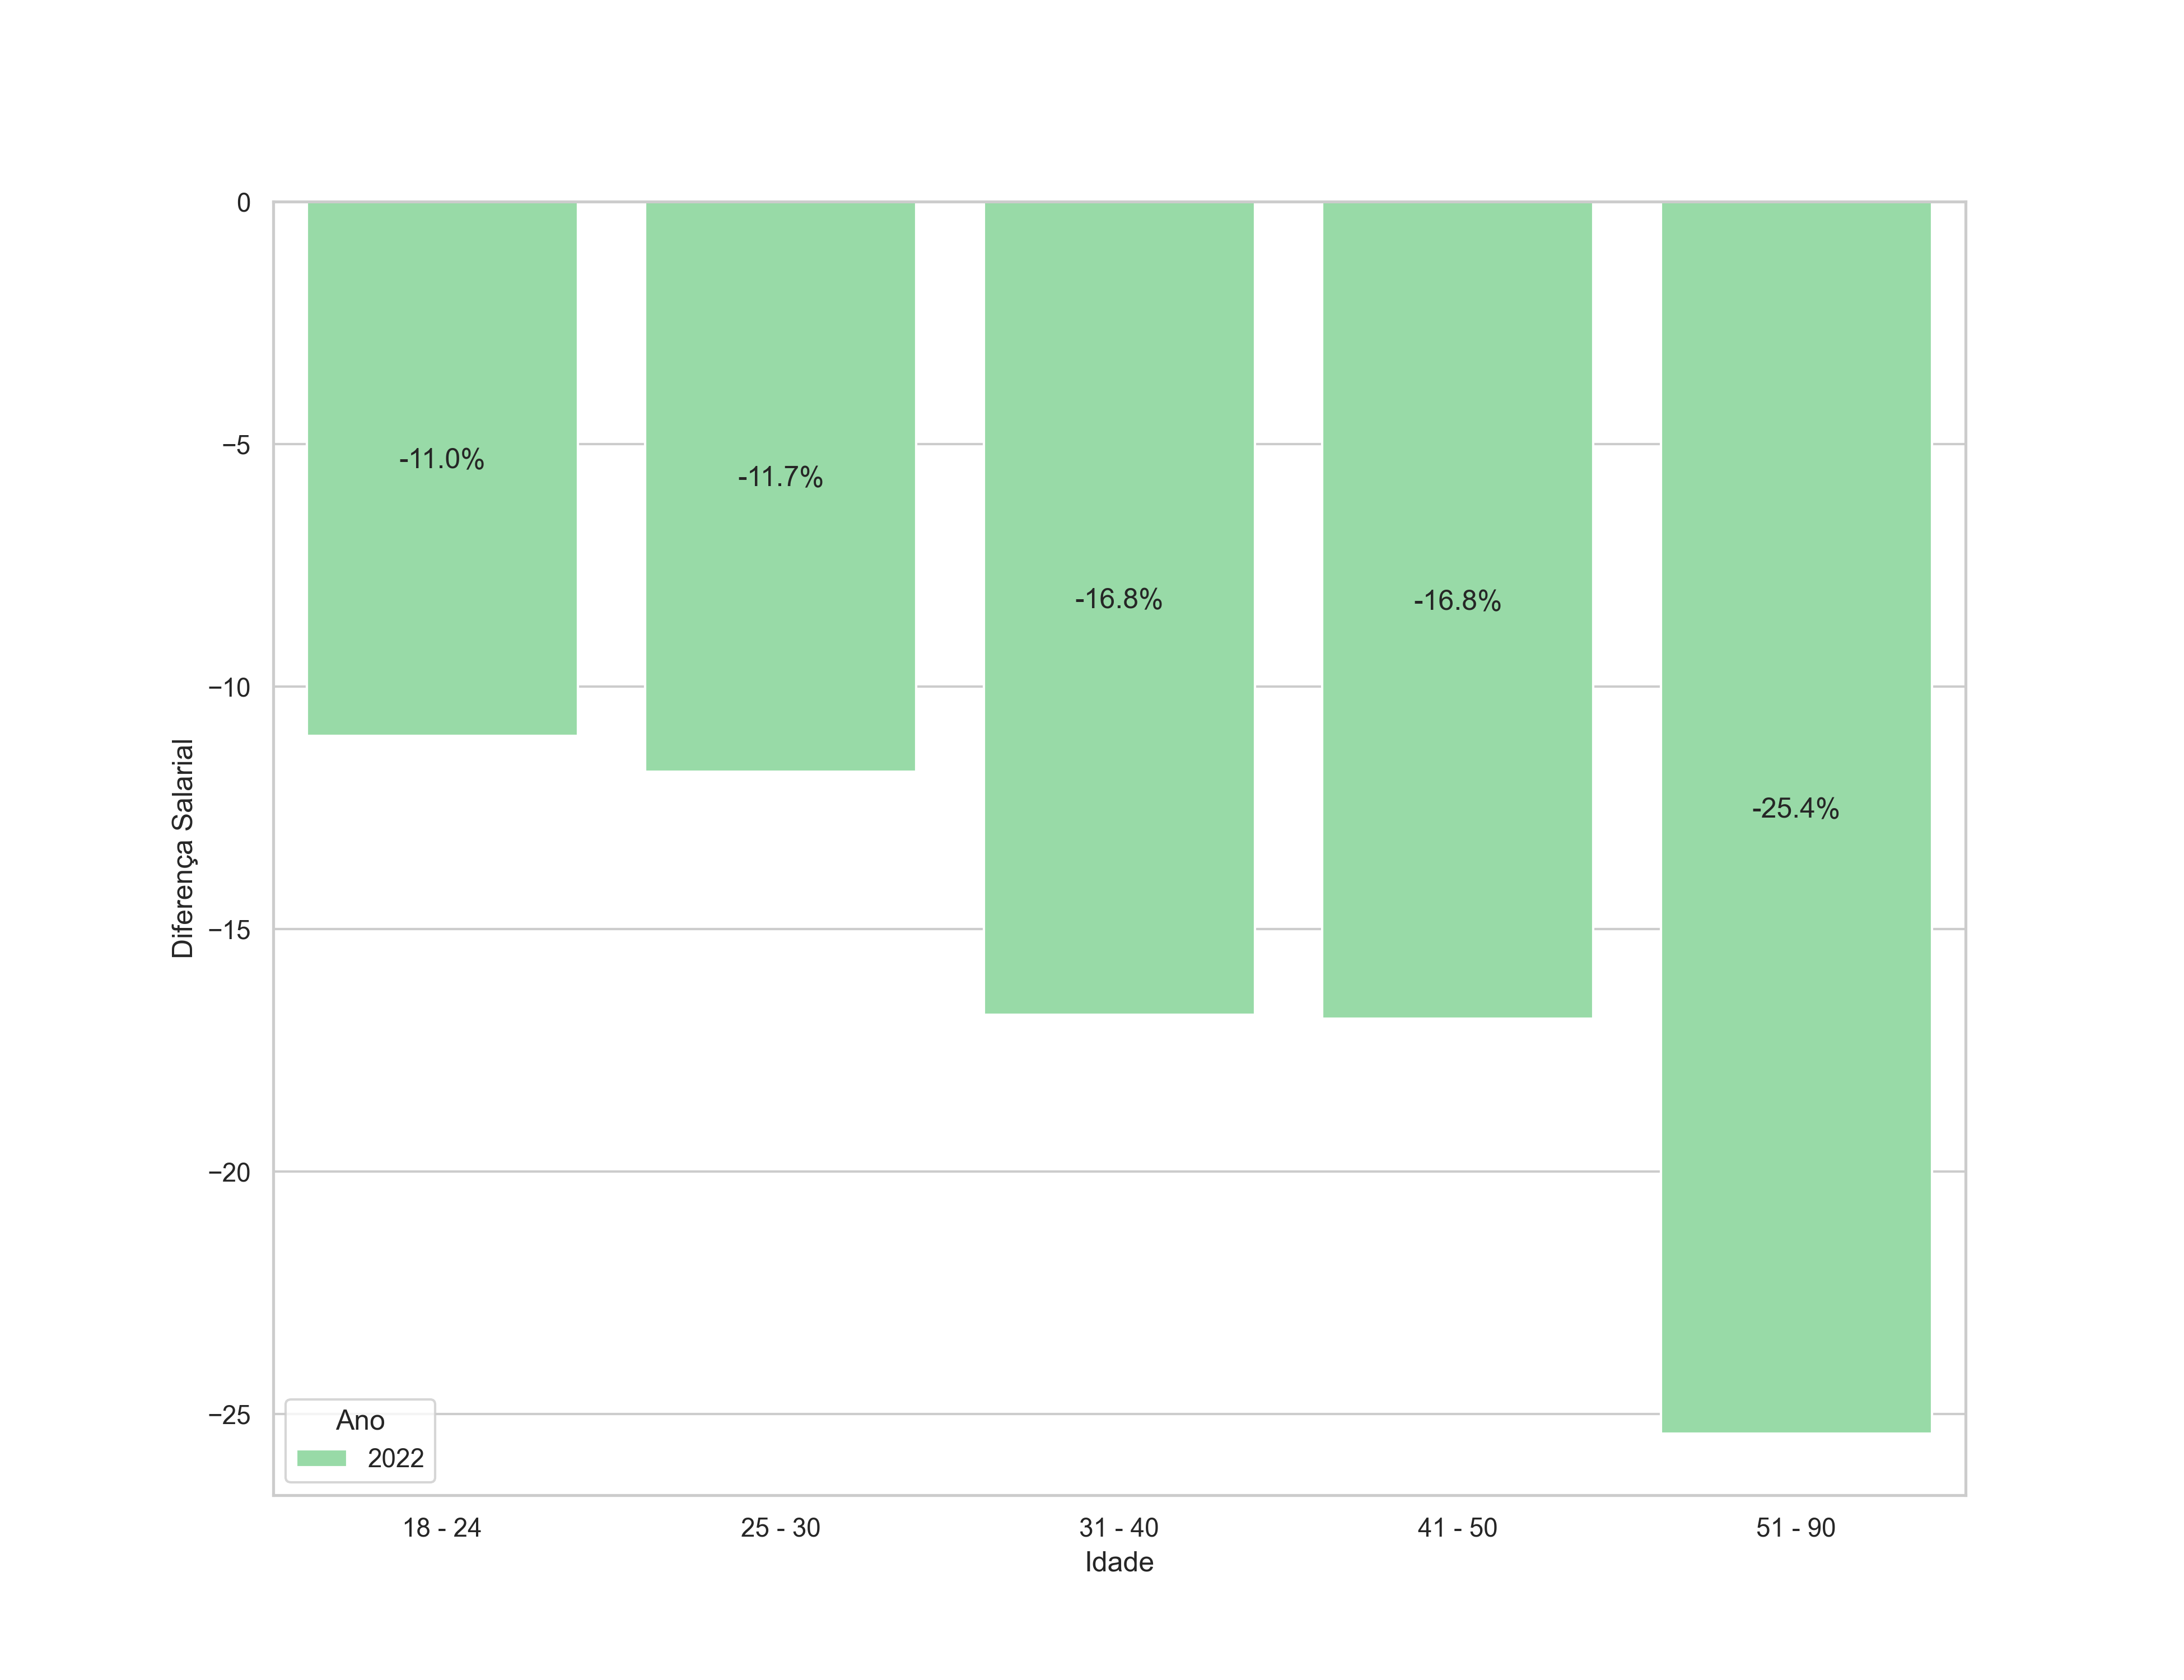 0
−5
−10
−15
−20
−25
Diferença Salarial
-11.0%
-11.7%
-16.8%
-16.8%
-25.4%
Ano
2022
18 - 24
25 - 30
31 - 40
41 - 50
51 - 90
Idade